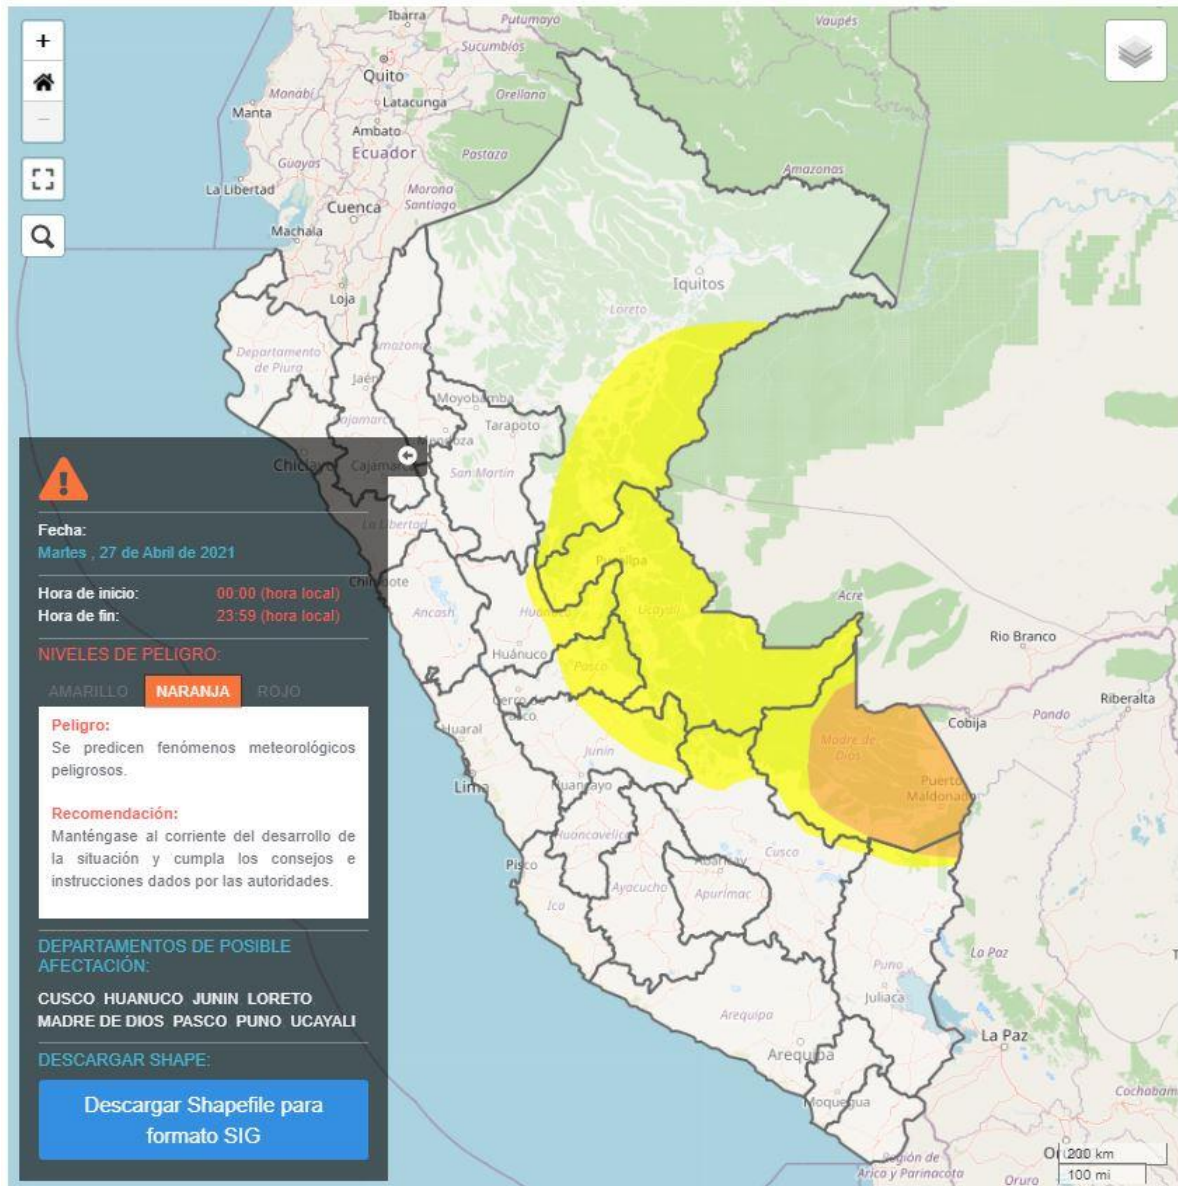 +
−
Ibarra
Putumayo
Vaupés
Sucumbíos
Quito
Orellana
Manabí
Latacunga
Manta
Ambato
Ecuador
Pastaza
Guayas
Amazonas
La Libertad
Morona
Santiago
Cuenca
Machala
Iquitos
Loja
Loreto
Departamento
de Piura
Amazonas
Jaén
Moyobamba
Cajamarca
Tarapoto
Mendoza
Chiclayo
Cajamarca
San Martín
La Libertad
Chimbote
Ancash
Pucallpa
Huánuco
Ucayali
Acre
Rio Branco
Huánuco
Pasco
Riberalta
Cerro de
Pasco
Cobija
Pando
Huaral
Junín
Madre de
Dios
Lima
Huancayo
Puerto
Maldonado
Huancavelica
Cusco
Pisco
Abancay
Ayacucho
Apurímac
Ica
La Paz
Puno
Juliaca
Arequipa
La Paz
Arequipa
Moquegua
Cochabam
Región de
Arica y Parinacota
Oruro
200 km
100 mi
Fecha:
Martes , 27 de Abril de 2021
Hora de inicio: 00:00 (hora local)
Hora de fin: 23:59 (hora local)
NIVELES DE PELIGRO:
AMARILLO NARANJA ROJO
Peligro:
Se predicen fenómenos meteorológicos
peligrosos.
Recomendación:
Manténgase al corriente del desarrollo de
la situación y cumpla los consejos e
instrucciones dados por las autoridades.
DEPARTAMENTOS DE POSIBLE
AFECTACIÓN:
CUSCO HUANUCO JUNIN LORETO
MADRE DE DIOS PASCO PUNO UCAYALI
DESCARGAR SHAPE:
Descargar Shapefile para
formato SIG